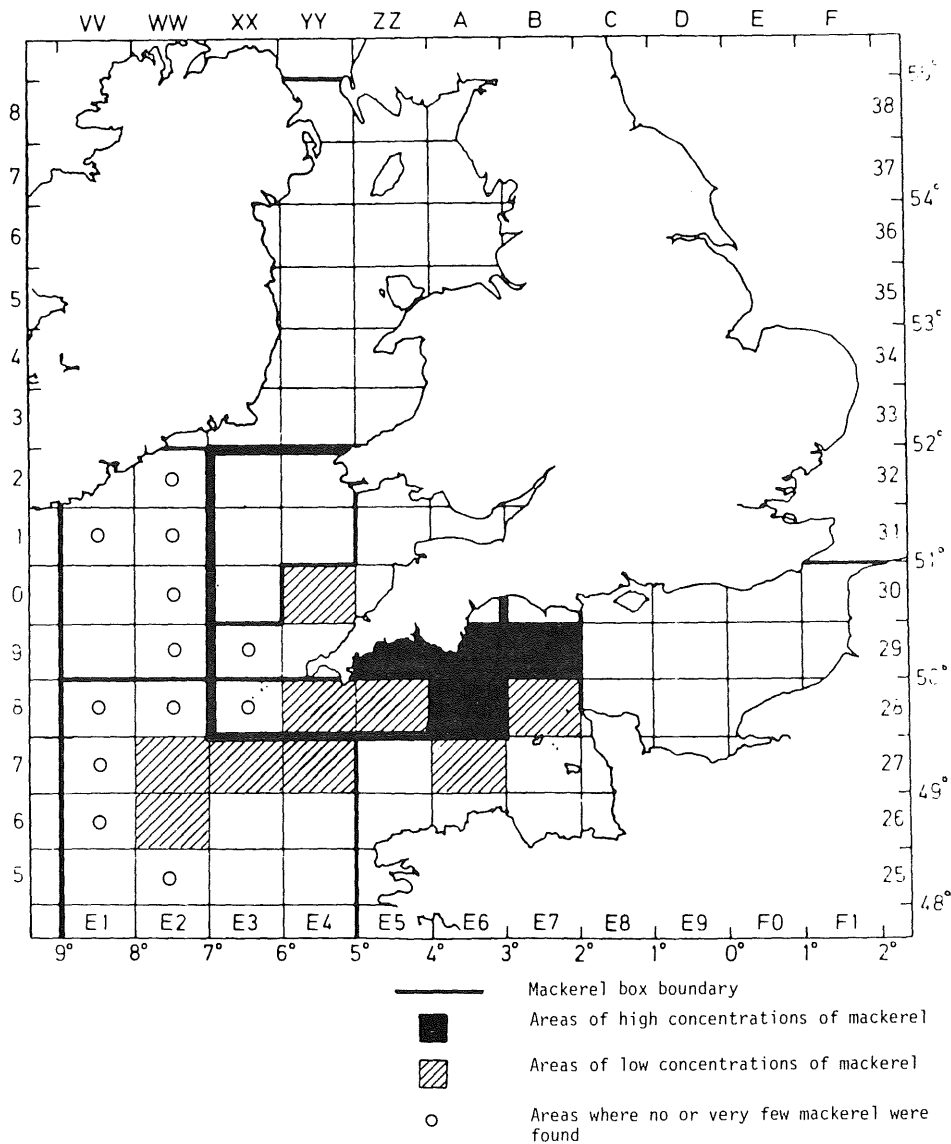 VV WW XX YY ZZ A B C D E F
8 38
7 37
54°
6 36
5 35
53°
4 34
3 33
52°
2 32
1 31
51°
0 30
9 29
50°
8 28
7 27
49°
6 26
5 25
48°
E1 E2 E3 E4 E5 E6 E7 E8 E9 F0 F1
9° 8° 7° 6° 5° 4° 3° 2° 1° 0° 1° 2°
Mackerel box boundary
Areas of high concentrations of mackerel
Areas of low concentrations of mackerel
Areas where no or very few mackerel were
found